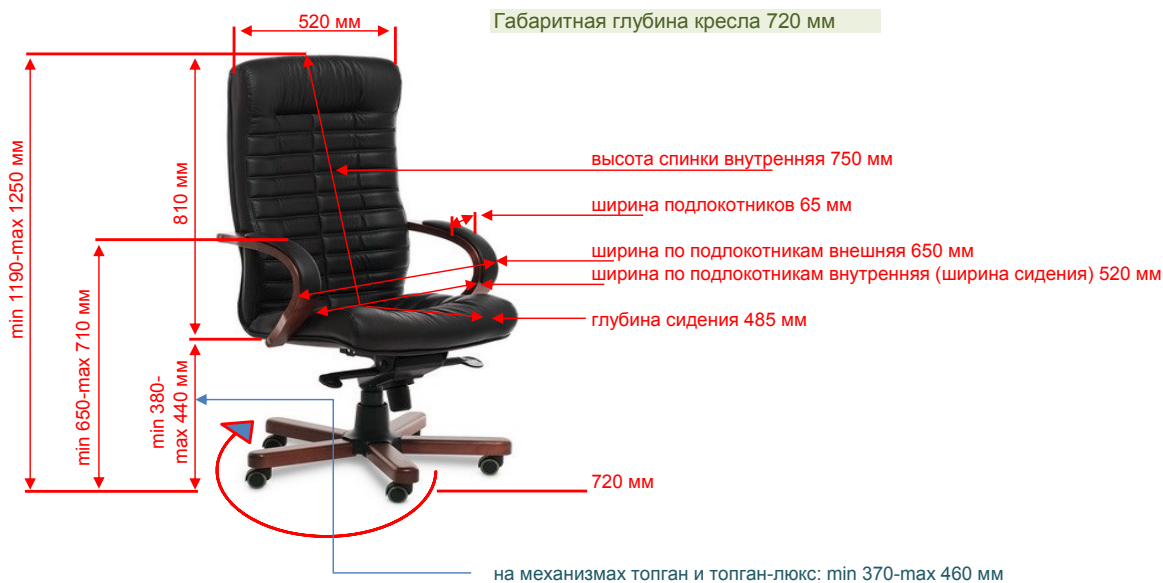 520 мм
Габаритная глубина кресла 720 мм
min 1190-max 1250 мм
810 мм
min 650-max 710 мм
min 380-
max 440 мм
высота спинки внутренняя 750 мм
ширина подлокотников 65 мм
ширина по подлокотникам внешняя 650 мм
ширина по подлокотникам внутренняя (ширина сидения) 520 мм
глубина сидения 485 мм
720 мм
на механизмах топган и топган-люкс: min 370-max 460 мм